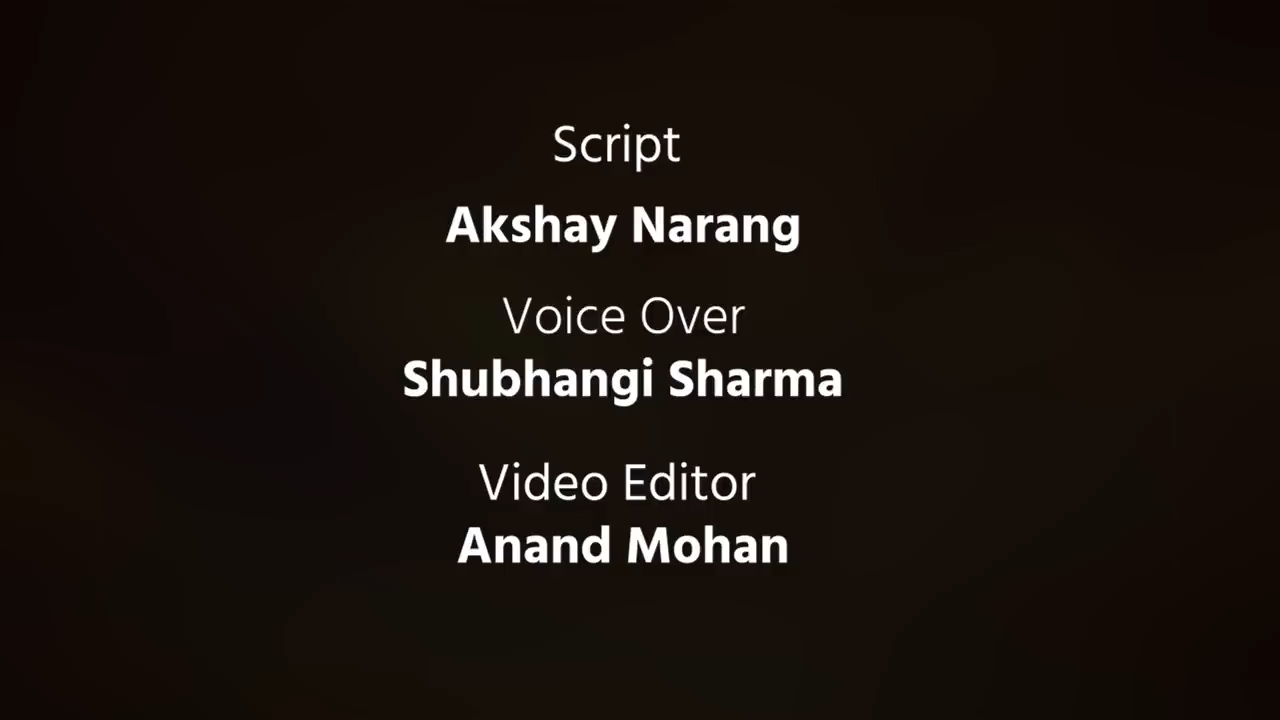 Script
Akshay Narang
Voice Over
Shubhangi Sharma
Video Editor
Anand Mohan